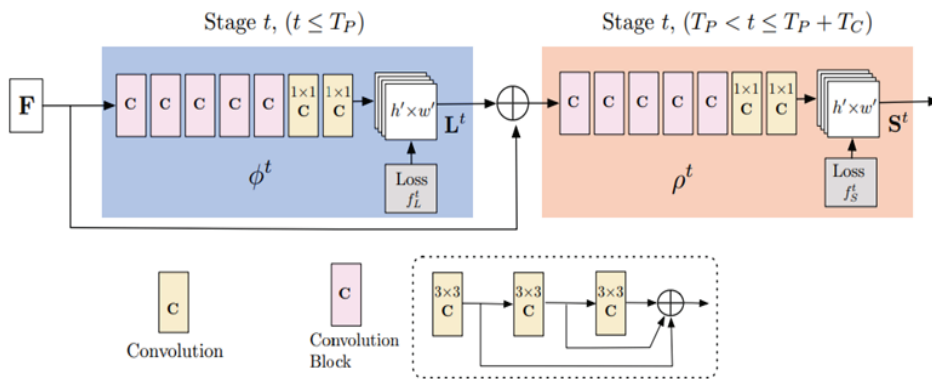 Stage t, (t ≤ T_P)
Stage t, (T_P < t ≤ T_P + T_C)
F
C C C C C 1×1 C 1×1 C
h′×w′
L^t
ϕ^t
Loss
f_L^t
C C C C C 1×1 C 1×1 C
h′×w′
S^t
ρ^t
Loss
f_S^t
C
Convolution
C
Convolution
Block
3×3 C 3×3 C 3×3 C